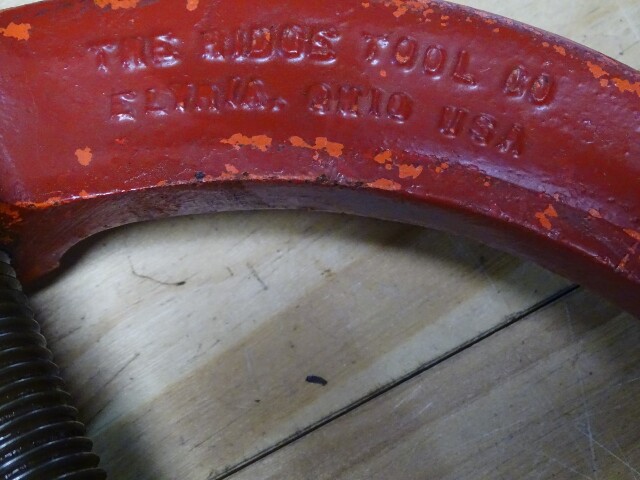 THE RIDGE TOOL CO
ELYRIA, OHIO USA